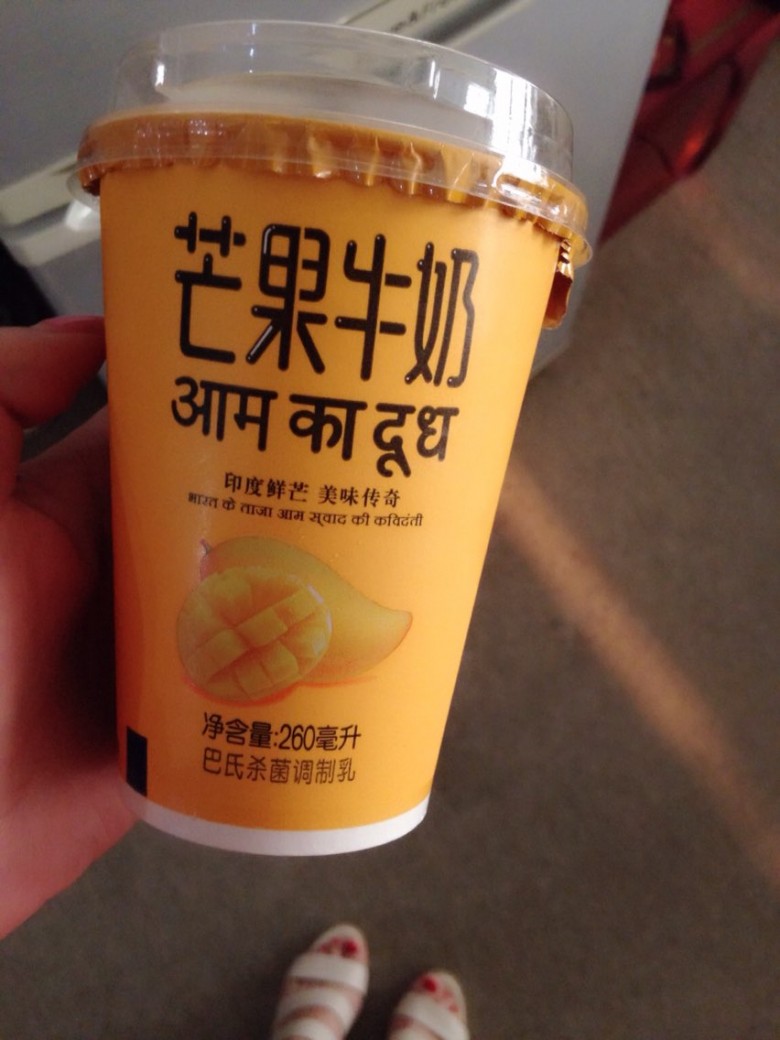 芒果牛奶
आम का दूध
印度鲜芒 美味传奇
भारत के ताजा आम स्वाद की कविदंती
净含量:260毫升
巴氏杀菌调制乳